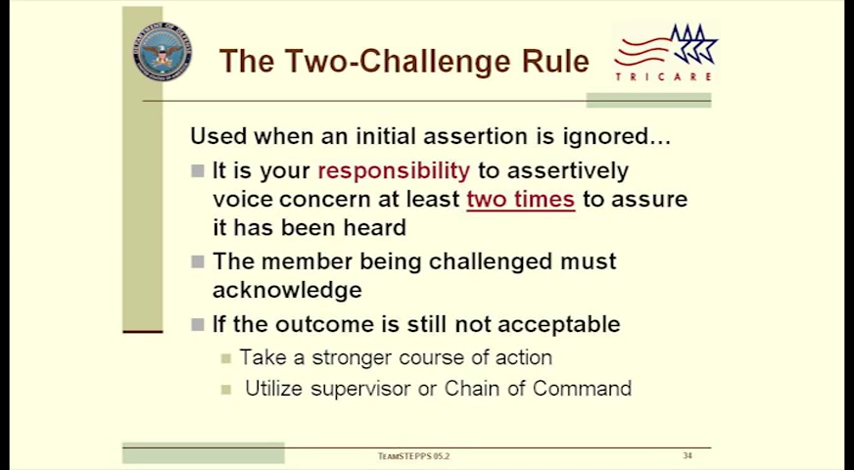 The Two-Challenge Rule
TRICARE
Used when an initial assertion is ignored…
It is your responsibility to assertively
voice concern at least two times to assure
it has been heard
The member being challenged must
acknowledge
If the outcome is still not acceptable
Take a stronger course of action
Utilize supervisor or Chain of Command
TEAMSTEPPS 05.2
34